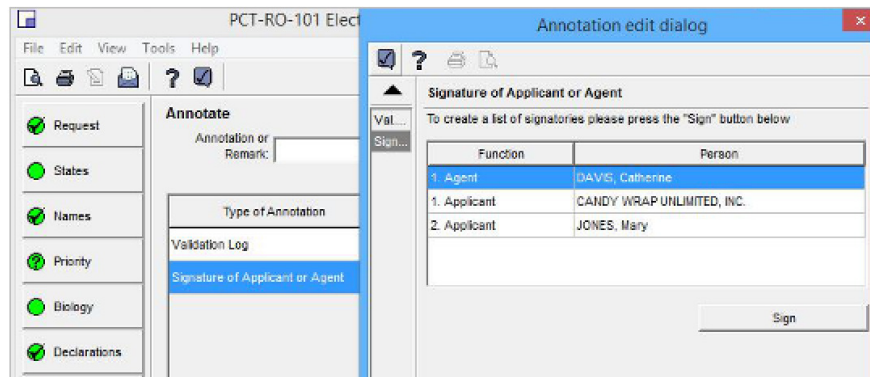 PCT-RO-101 Elect
File Edit View Tools Help
Request
States
Names
Priority
Biology
Declarations
Annotate
Annotation or
Remark:
Type of Annotation
Validation Log
Signature of Applicant or Agent
Annotation edit dialog
Val...
Sign...
Signature of Applicant or Agent
To create a list of signatories please press the "Sign" button below
Function Person
1. Agent DAVIS, Catherine
1. Applicant CANDY WRAP UNLIMITED, INC.
2. Applicant JONES, Mary
Sign